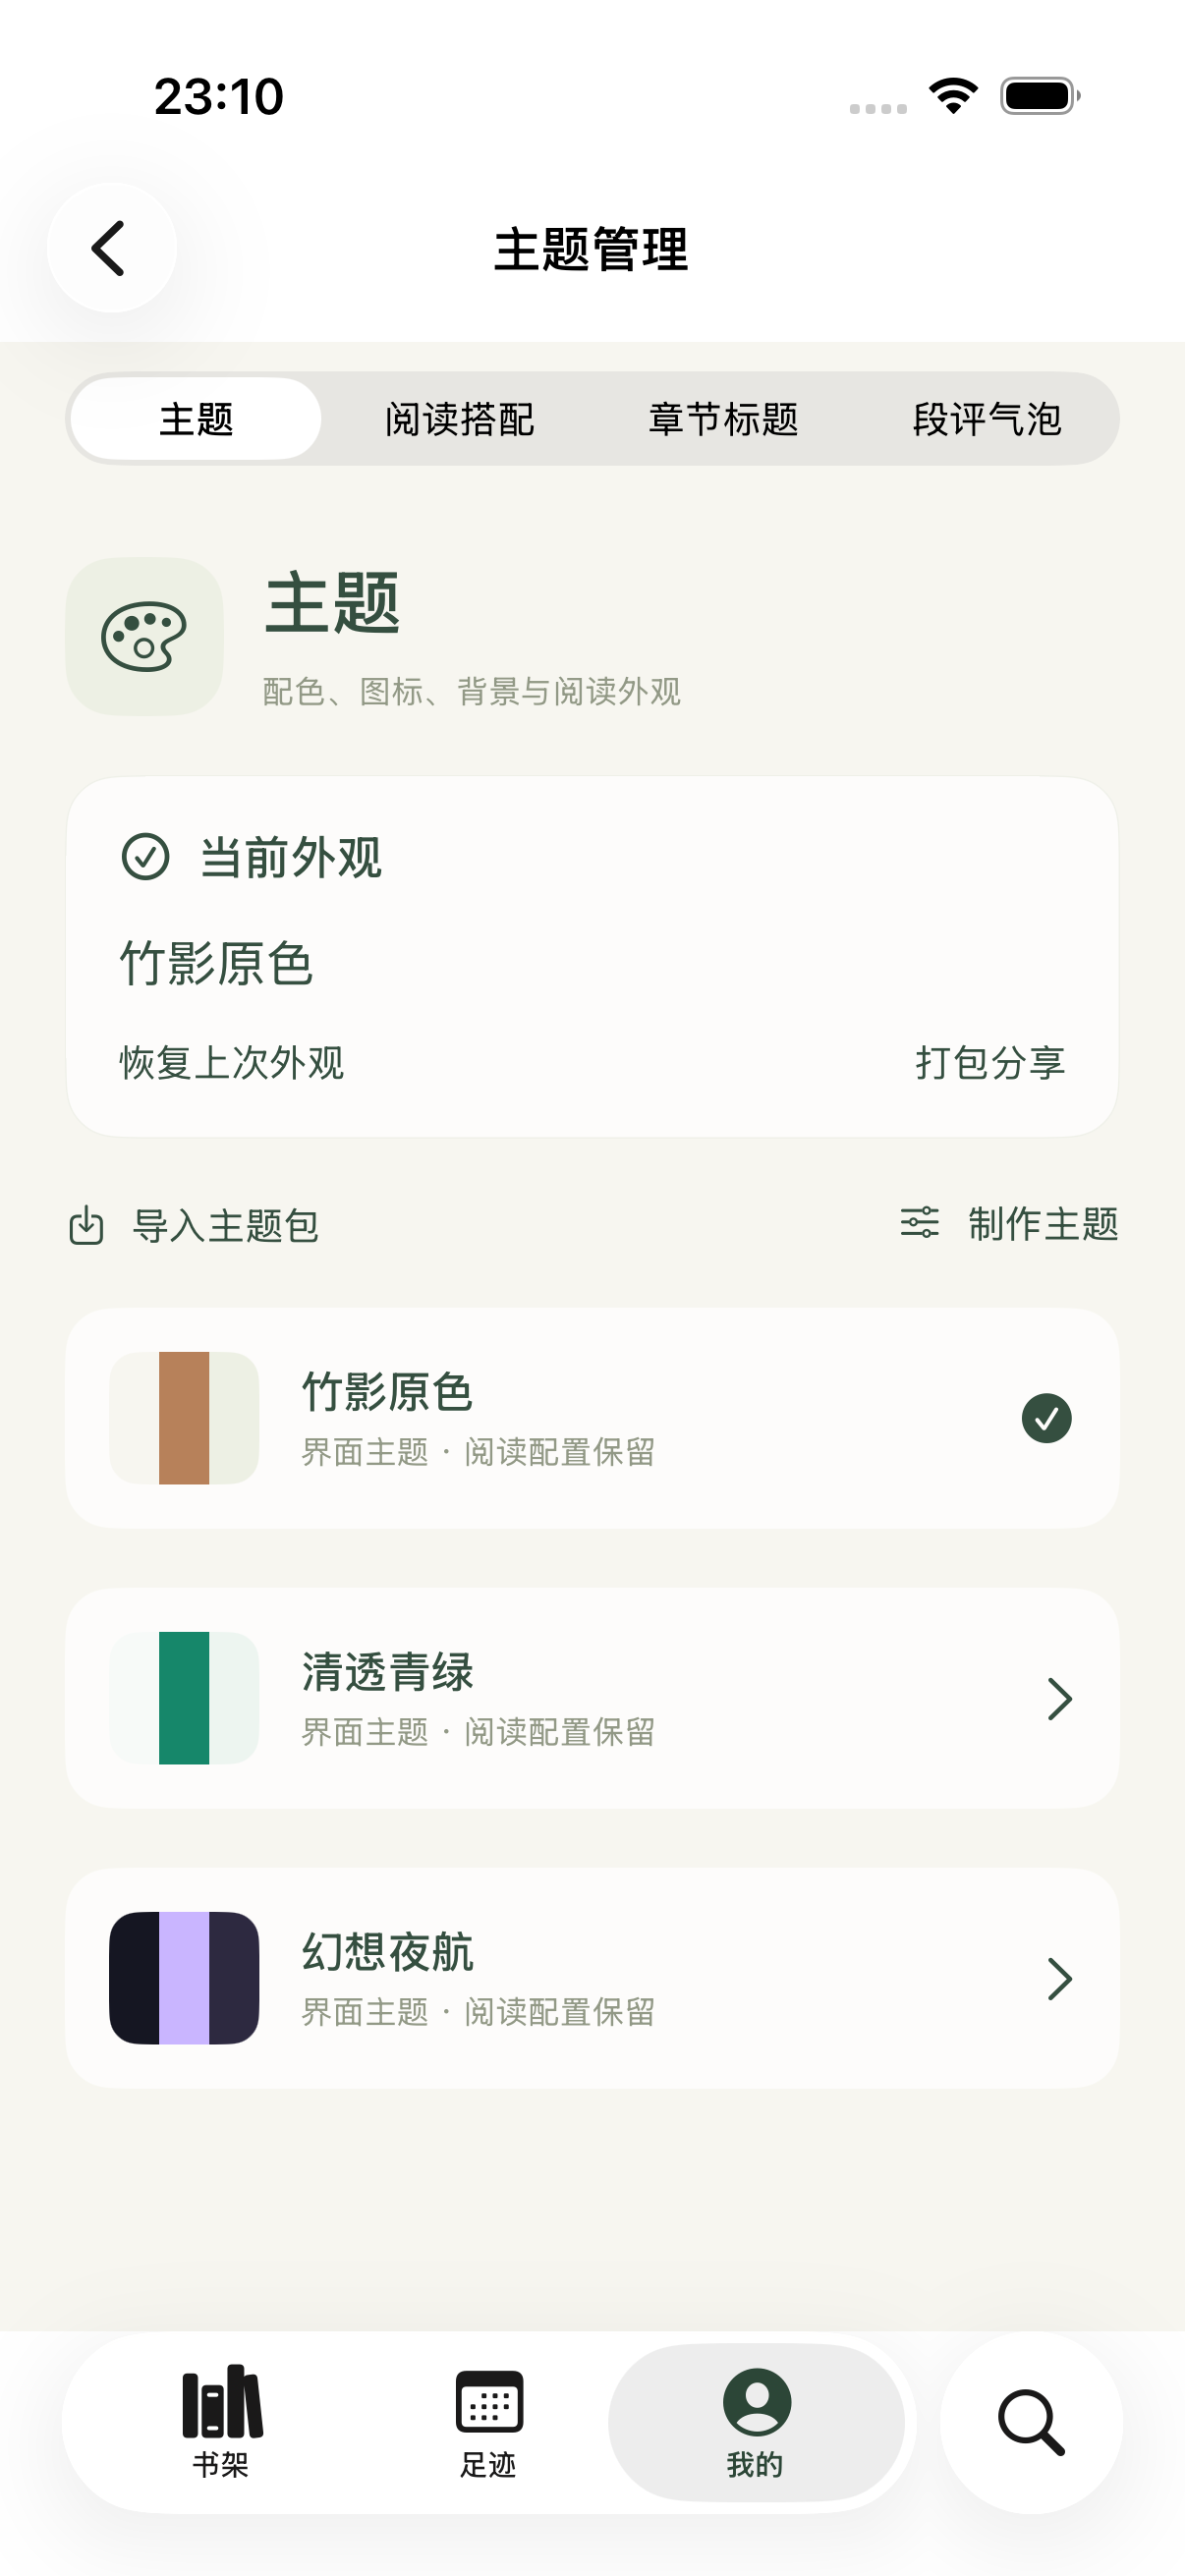 23:10
主题管理
主题 阅读搭配 章节标题 段评气泡
主题
配色、图标、背景与阅读外观
当前外观
竹影原色
恢复上次外观 打包分享
导入主题包 制作主题
竹影原色
界面主题 · 阅读配置保留
清透青绿
界面主题 · 阅读配置保留
幻想夜航
界面主题 · 阅读配置保留
书架 足迹 我的